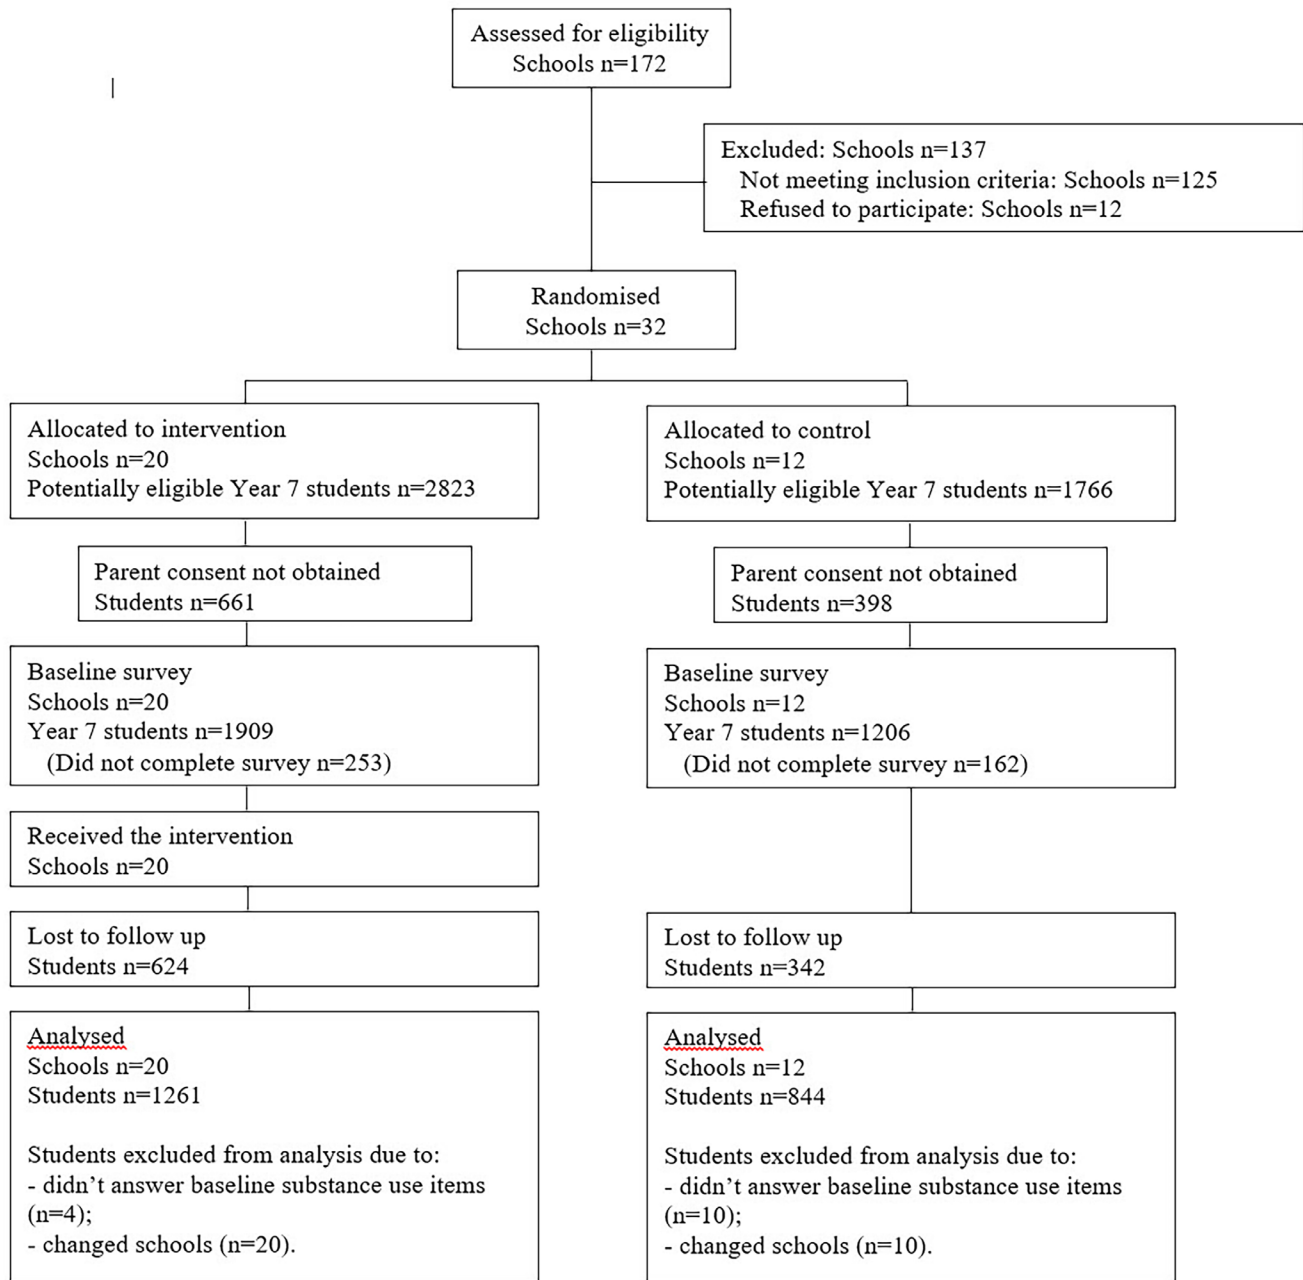 Assessed for eligibility
Schools n=172
Excluded: Schools n=137
Not meeting inclusion criteria: Schools n=125
Refused to participate: Schools n=12
Randomised
Schools n=32
Allocated to intervention
Schools n=20
Potentially eligible Year 7 students n=2823
Allocated to control
Schools n=12
Potentially eligible Year 7 students n=1766
Parent consent not obtained
Students n=661
Parent consent not obtained
Students n=398
Baseline survey
Schools n=20
Year 7 students n=1909
(Did not complete survey n=253)
Baseline survey
Schools n=12
Year 7 students n=1206
(Did not complete survey n=162)
Received the intervention
Schools n=20
Lost to follow up
Students n=624
Lost to follow up
Students n=342
Analysed
Schools n=20
Students n=1261
Students excluded from analysis due to:
- didn’t answer baseline substance use items
(n=4);
- changed schools (n=20).
Analysed
Schools n=12
Students n=844
Students excluded from analysis due to:
- didn’t answer baseline substance use items
(n=10);
- changed schools (n=10).